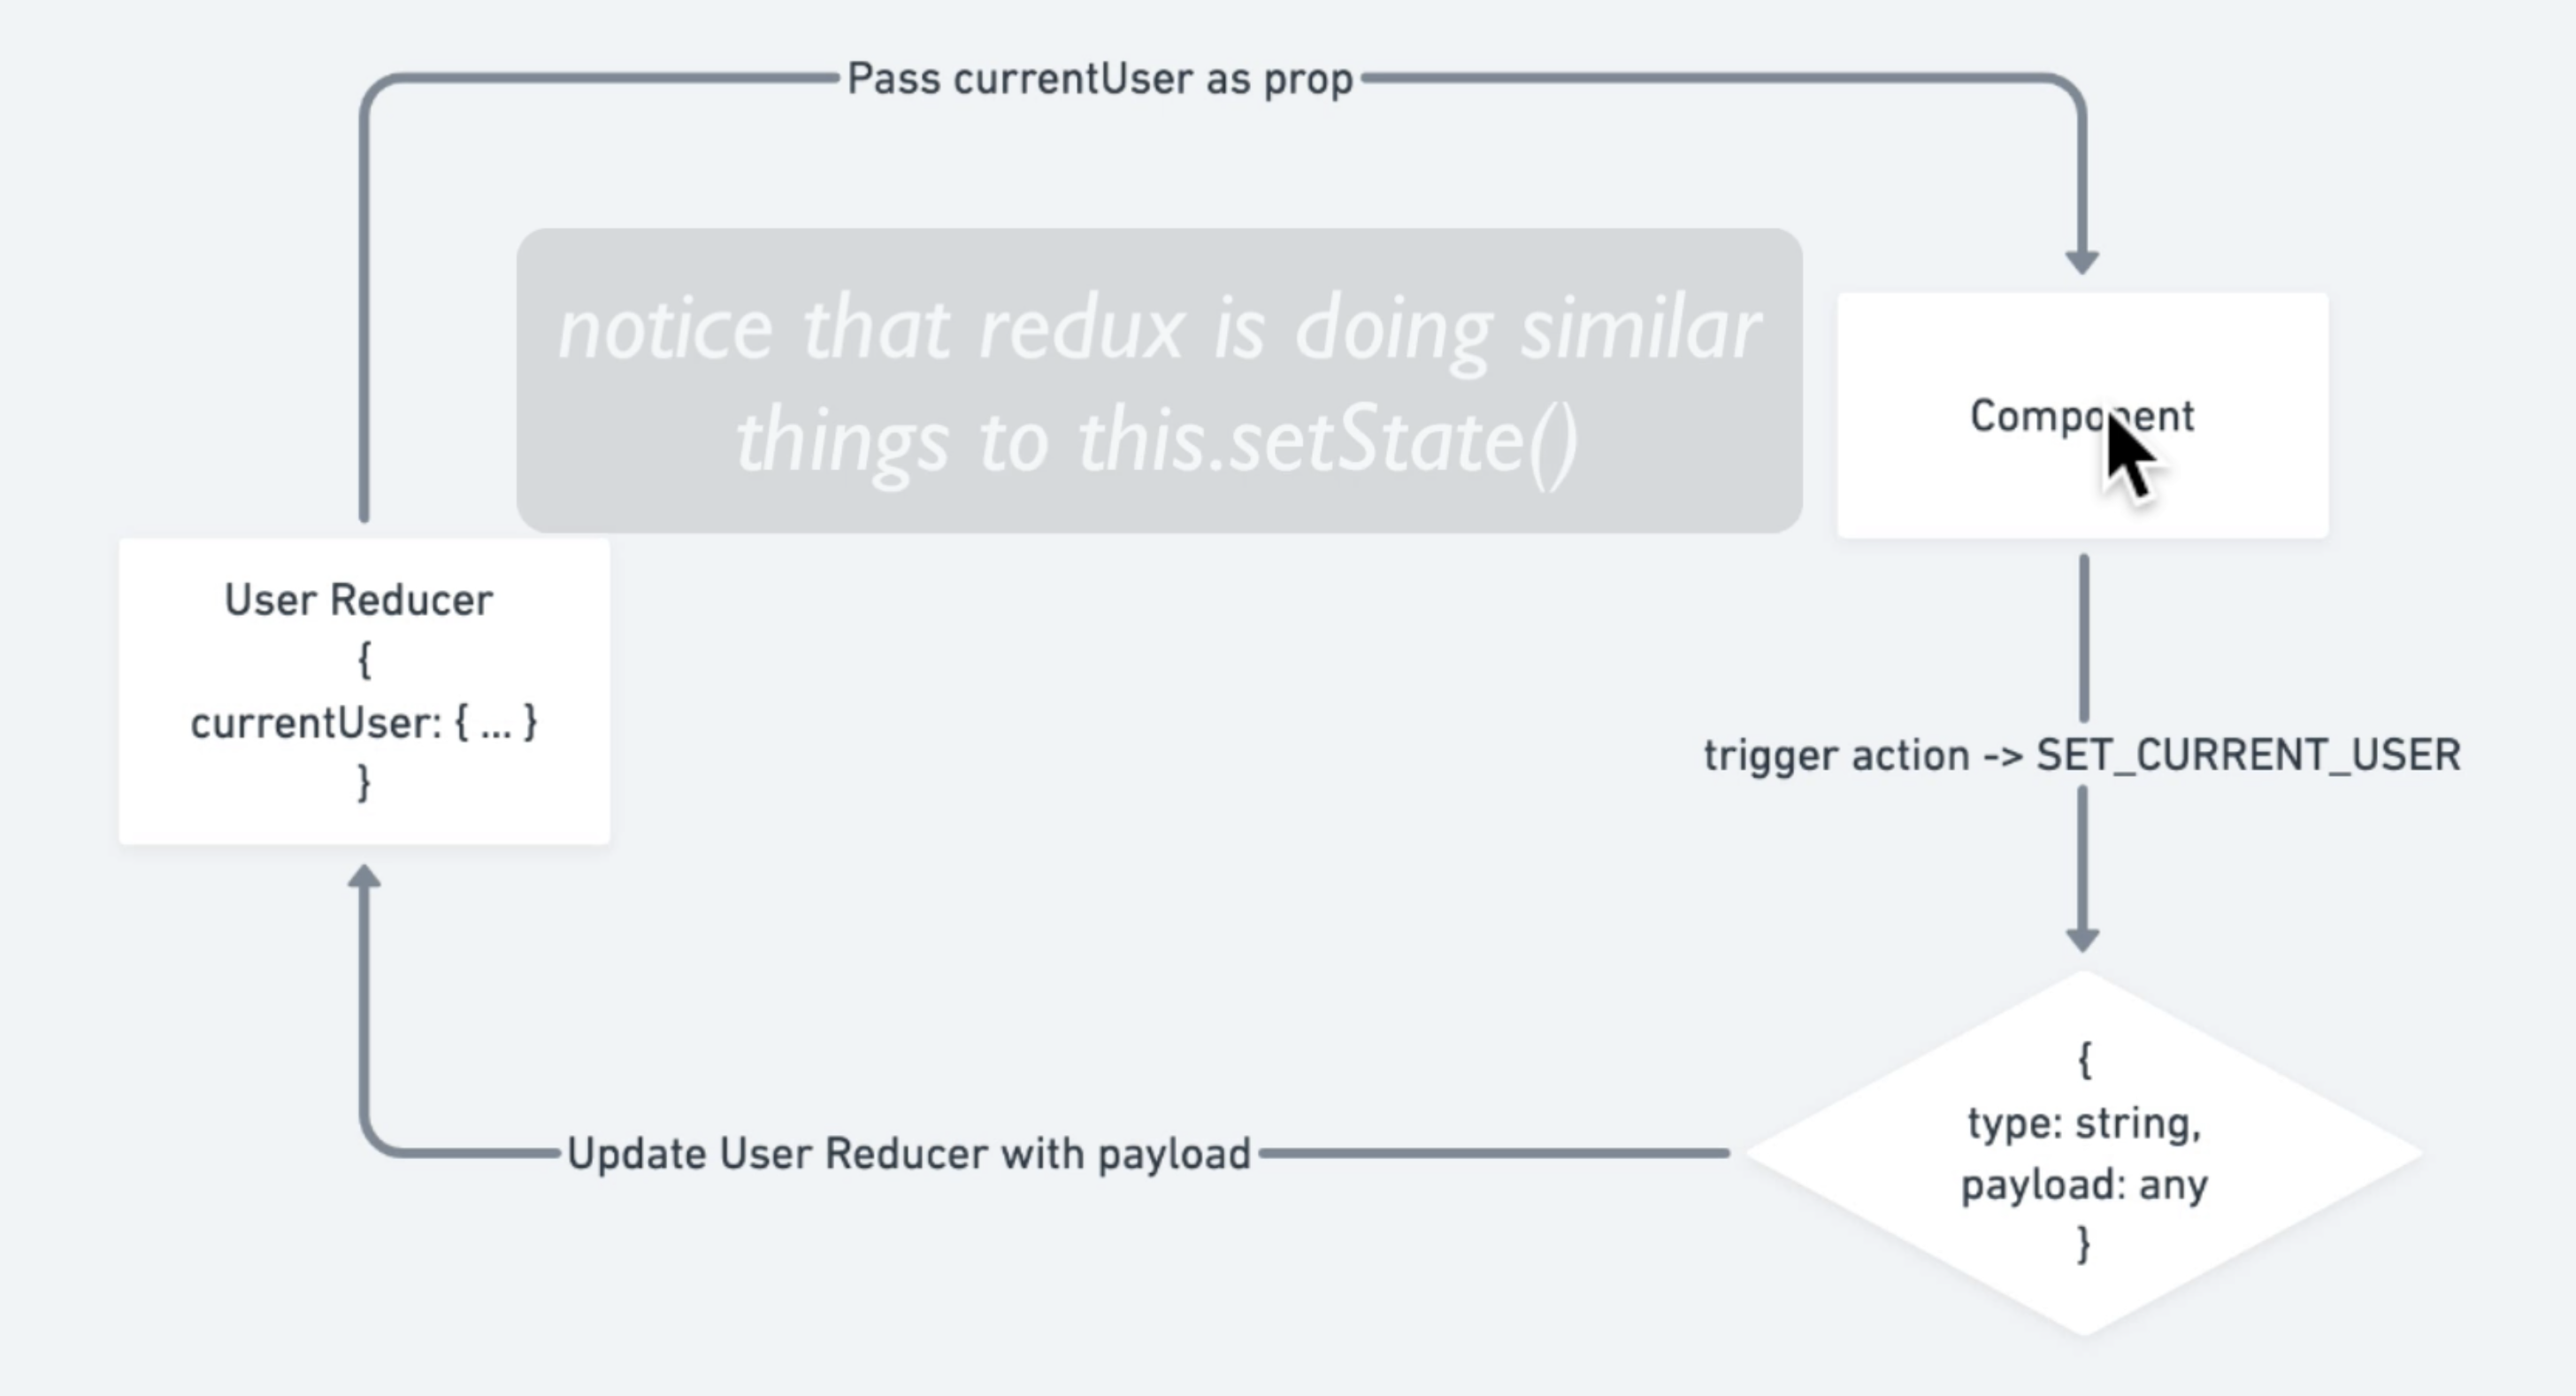 Pass currentUser as prop
notice that redux is doing similar
things to this.setState()
Component
User Reducer
{
currentUser: { ... }
}
trigger action -> SET_CURRENT_USER
{
type: string,
payload: any
}
Update User Reducer with payload